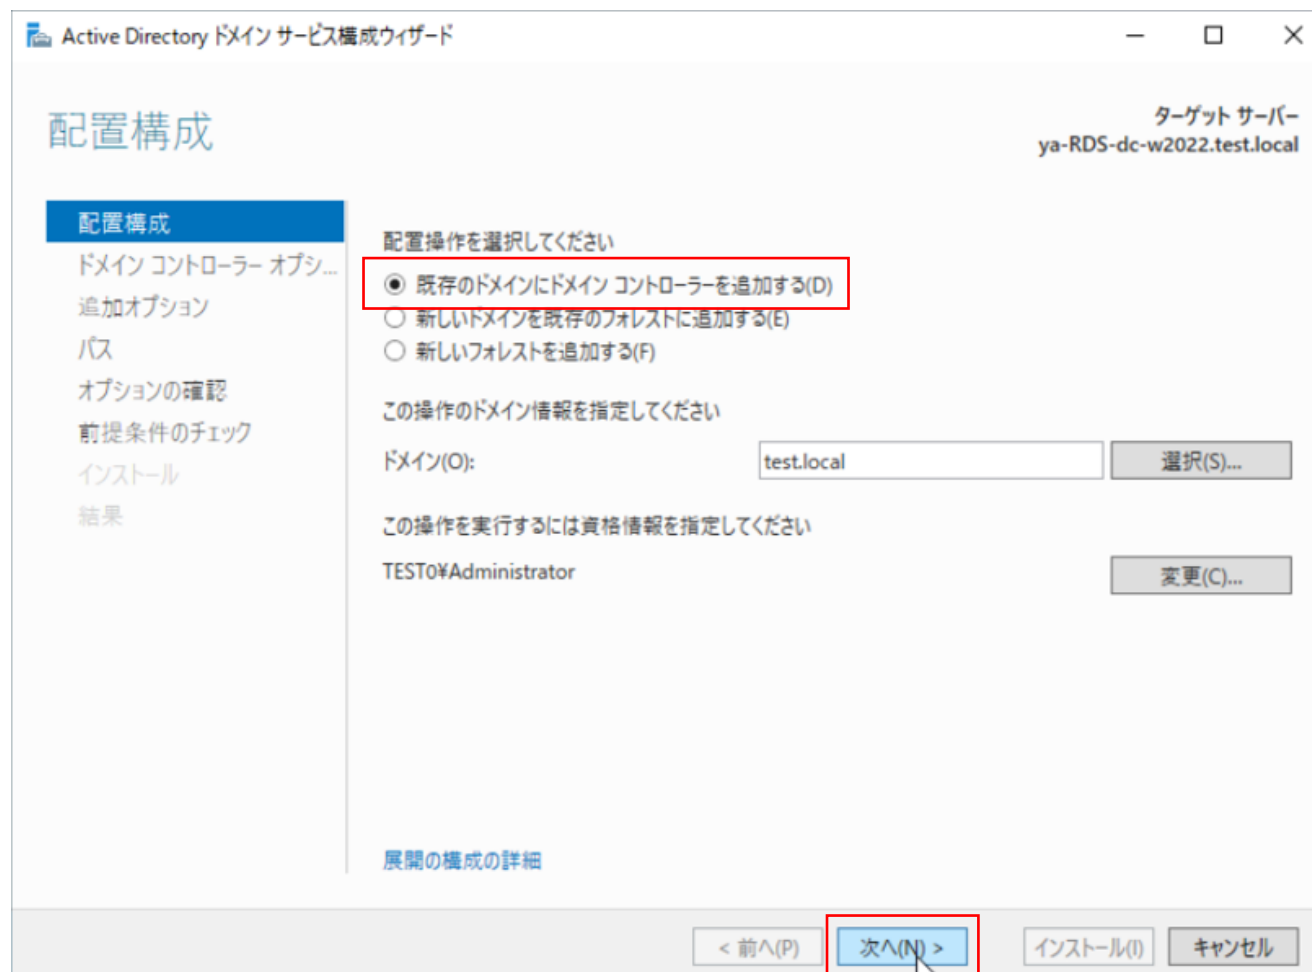 Active Directory ドメイン サービス構成ウィザード
配置構成
ターゲット サーバー
ya-RDS-dc-w2022.test.local
配置構成
ドメイン コントローラー オプシ...
追加オプション
パス
オプションの確認
前提条件のチェック
インストール
結果
配置操作を選択してください
既存のドメインにドメイン コントローラーを追加する(D)
新しいドメインを既存のフォレストに追加する(E)
新しいフォレストを追加する(F)
この操作のドメイン情報を指定してください
ドメイン(O): test.local 選択(S)...
この操作を実行するには資格情報を指定してください
TEST0¥Administrator 変更(C)...
展開の構成の詳細
< 前へ(P) 次へ(N) > インストール(I) キャンセル